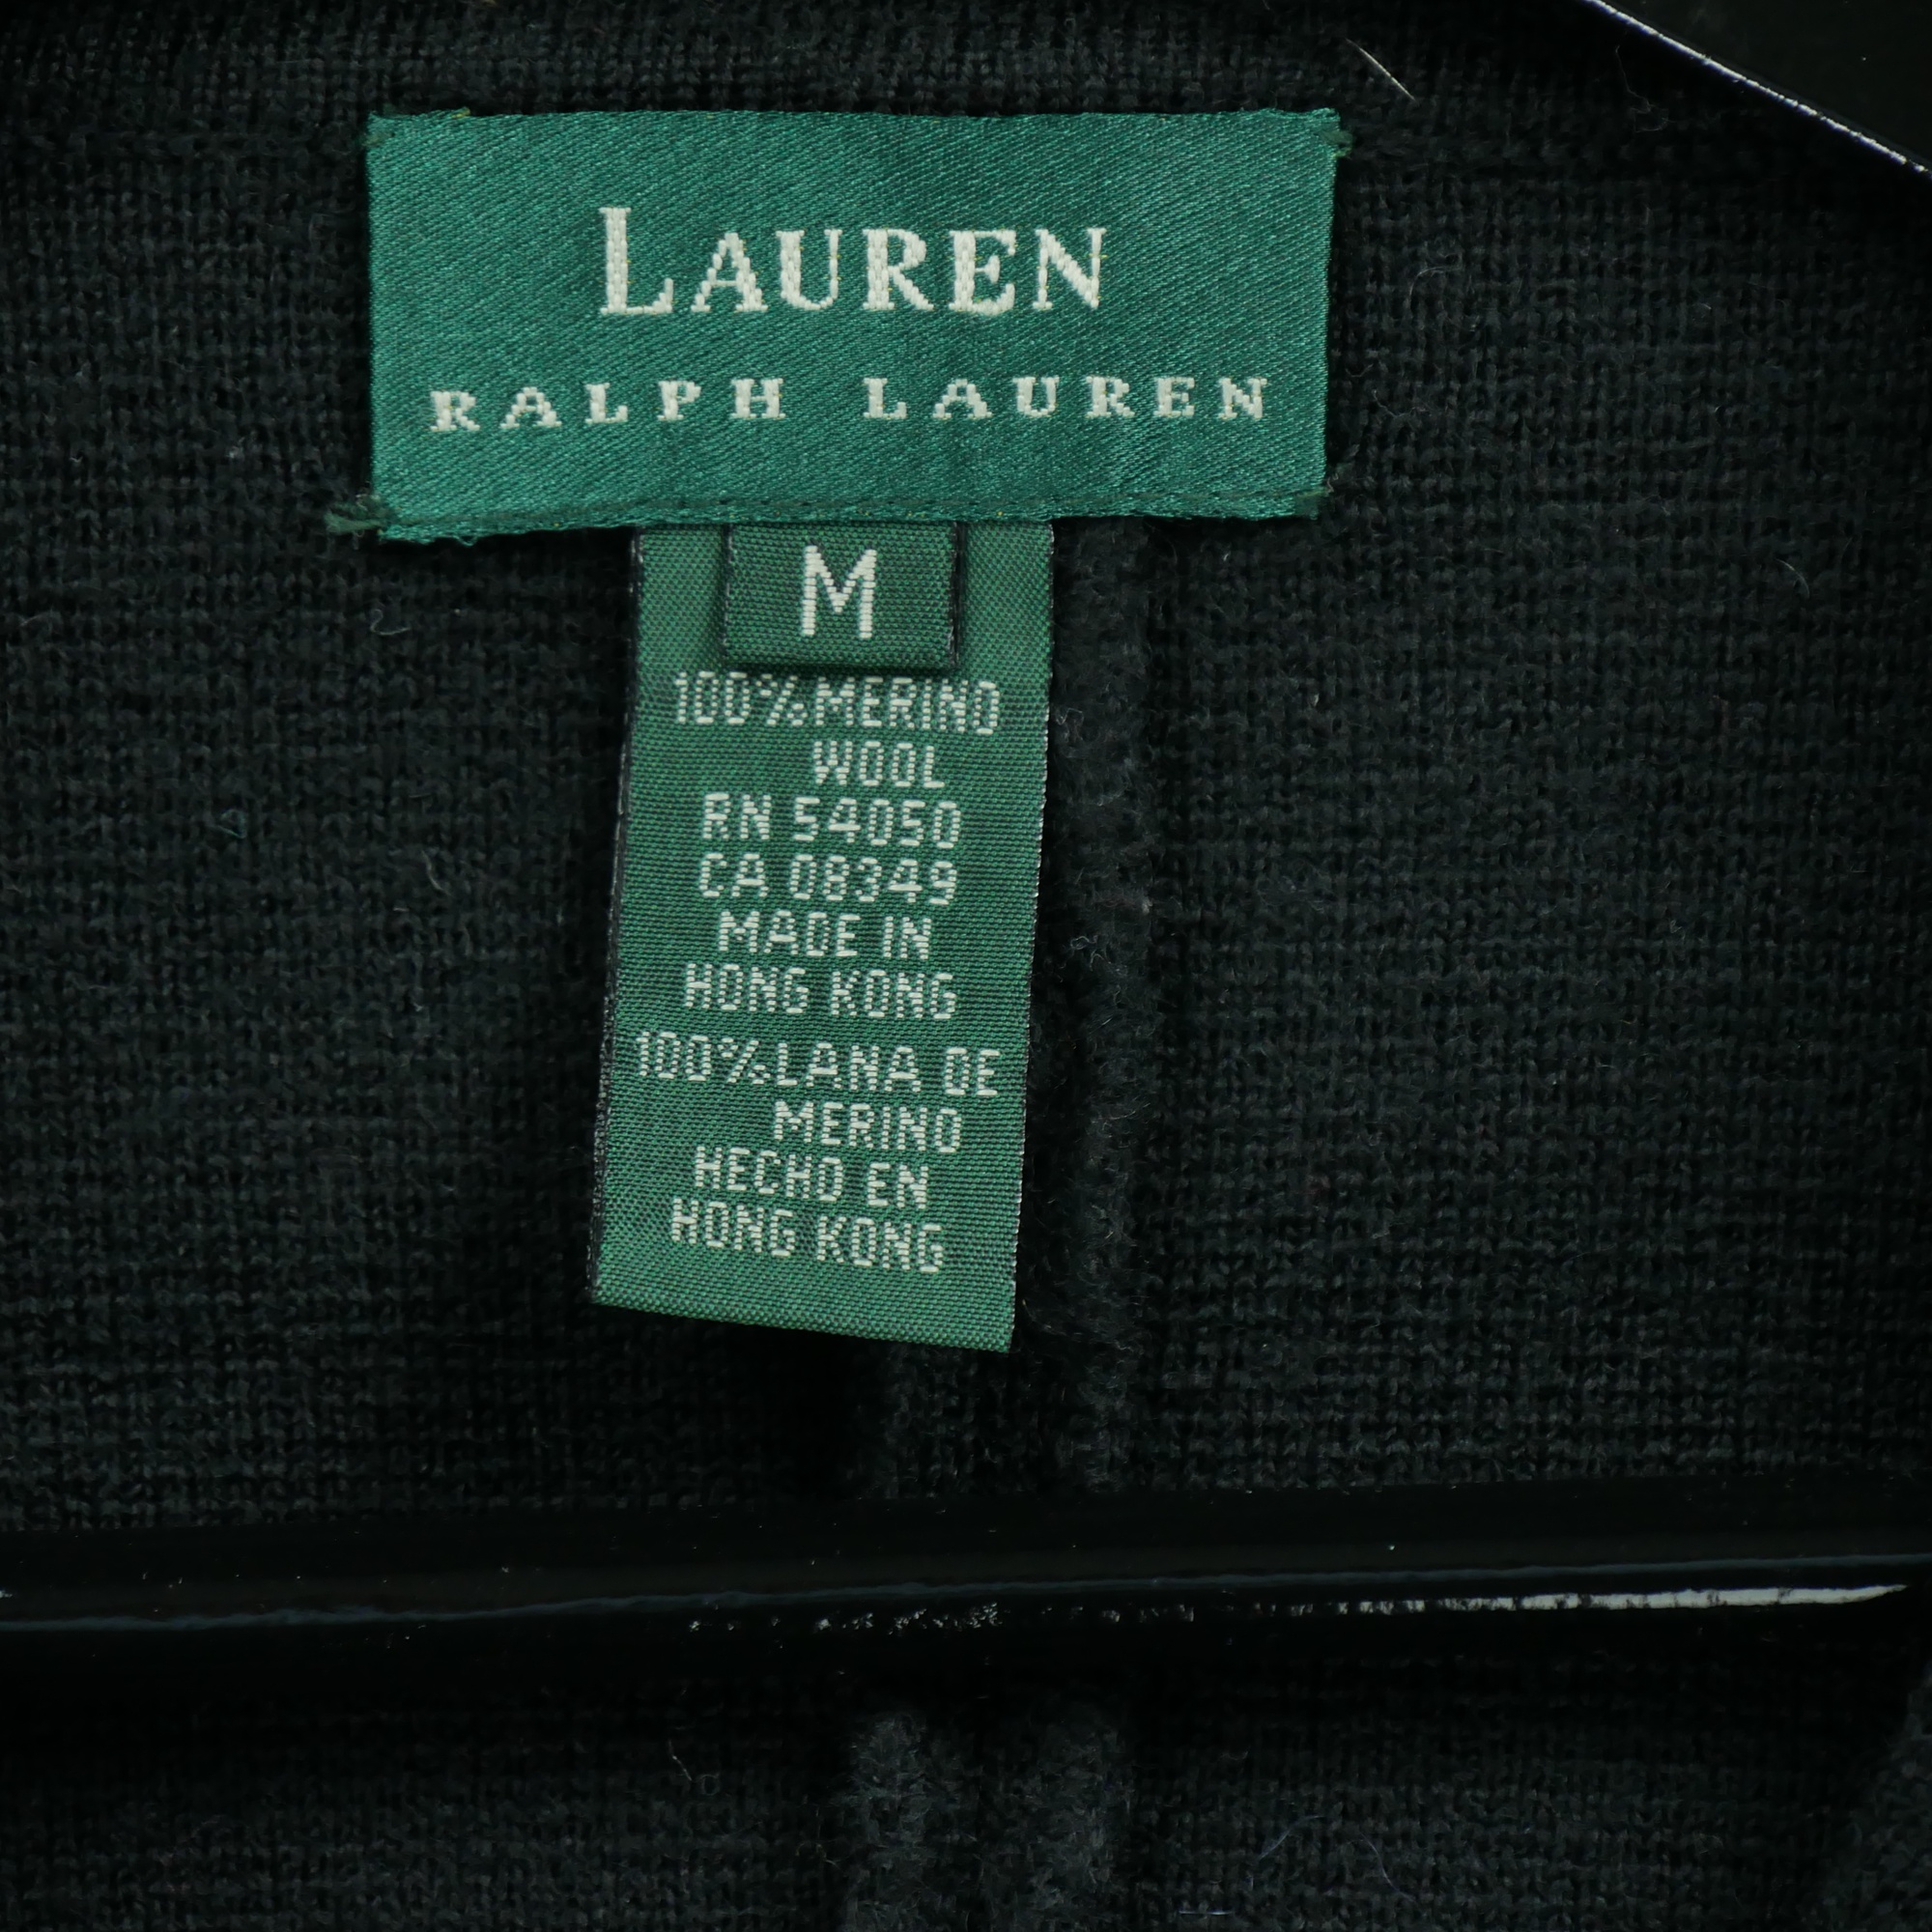 LAUREN
RALPH LAUREN
M
100%MERINO
WOOL
RN 54050
CA 08349
MADE IN
HONG KONG
100%LANA DE
MERINO
HECHO EN
HONG KONG